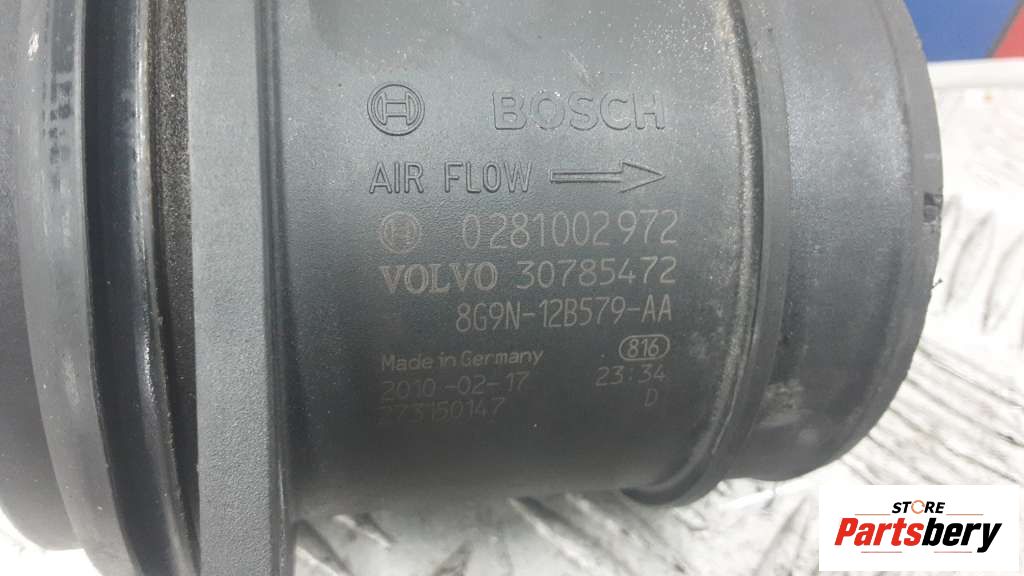 BOSCH
AIR FLOW
0281002972
VOLVO 30785472
8G9N-12B579-AA
Made in Germany 816
2010-02-17 23:34
273150147 D
STORE
Partsbery